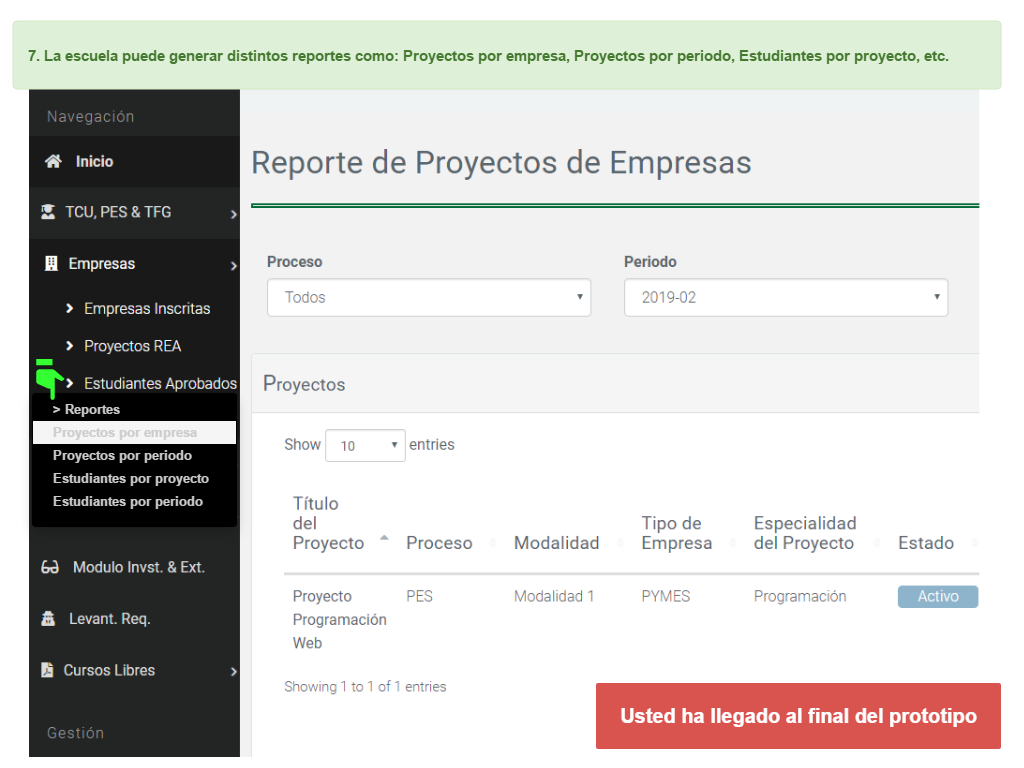 7. La escuela puede generar distintos reportes como: Proyectos por empresa, Proyectos por periodo, Estudiantes por proyecto, etc.
Navegación
Inicio
TCU, PES & TFG
Empresas
Empresas Inscritas
Proyectos REA
Estudiantes Aprobados
> Reportes
Proyectos por empresa
Proyectos por periodo
Estudiantes por proyecto
Estudiantes por periodo
Modulo Invst. & Ext.
Levant. Req.
Cursos Libres
Gestión
Reporte de Proyectos de Empresas
Proceso
Todos
Periodo
2019-02
Proyectos
Show 10 entries
Título
del
Proyecto
Proceso
Modalidad
Tipo de
Empresa
Especialidad
del Proyecto
Estado
Proyecto
Programación
Web
PES
Modalidad 1
PYMES
Programación
Activo
Showing 1 to 1 of 1 entries
Usted ha llegado al final del prototipo